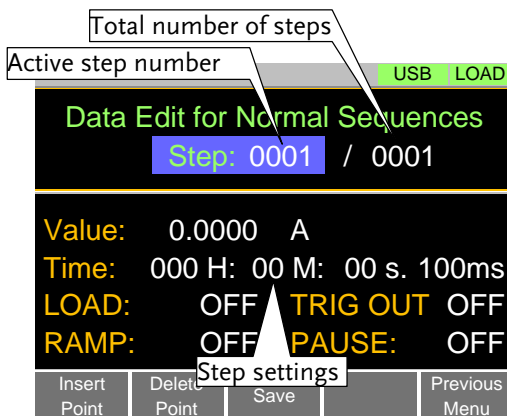 Total number of steps
Active step number
USB LOAD
Data Edit for Normal Sequences
Step: 0001 / 0001
Value: 0.0000 A
Time: 000 H: 00 M: 00 s. 100ms
LOAD: OFF TRIG OUT OFF
RAMP: OFF PAUSE: OFF
Step settings
Insert Point
Delete Point
Save
Previous Menu